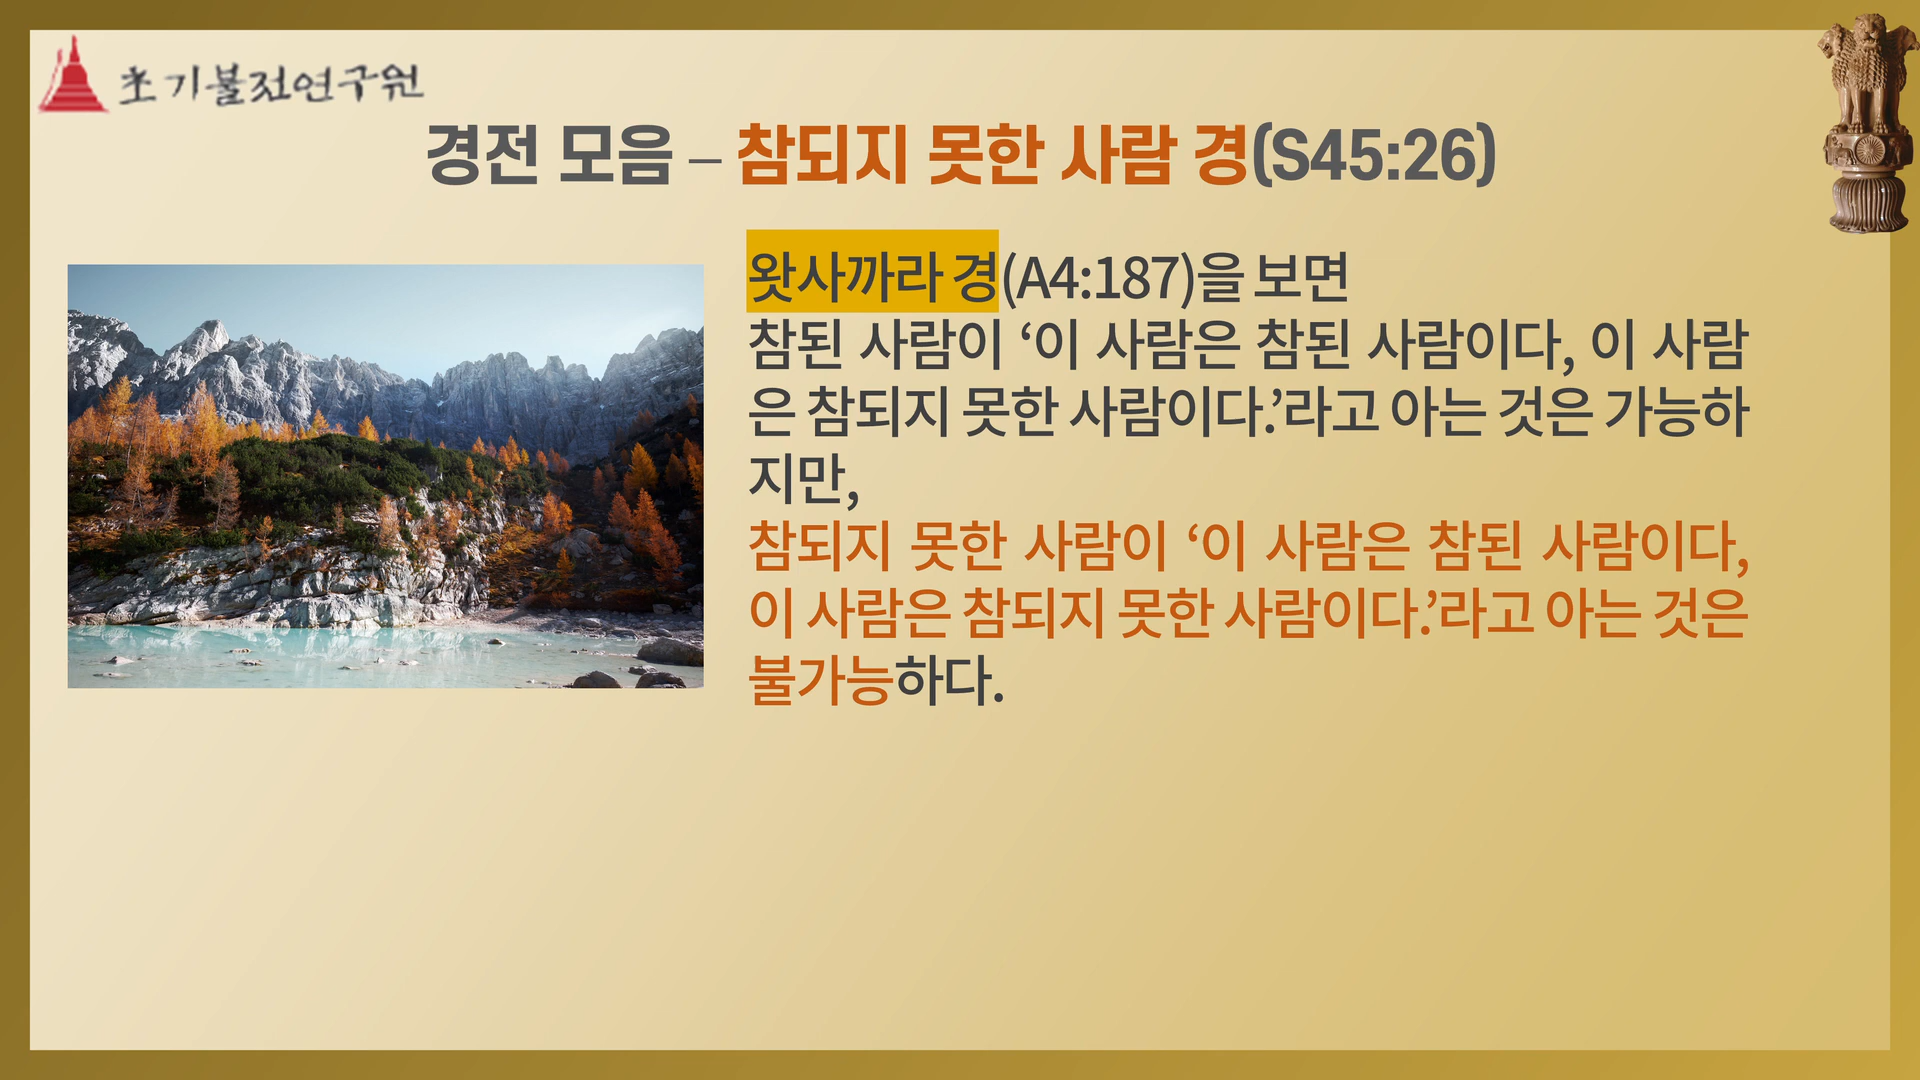 초기불전연구원
경전 모음 – 참되지 못한 사람 경(S45:26)
왓사까라 경(A4:187)을 보면
참된 사람이 ‘이 사람은 참된 사람이다, 이 사람
은 참되지 못한 사람이다.’라고 아는 것은 가능하
지만,
참되지 못한 사람이 ‘이 사람은 참된 사람이다,
이 사람은 참되지 못한 사람이다.’라고 아는 것은
불가능하다.